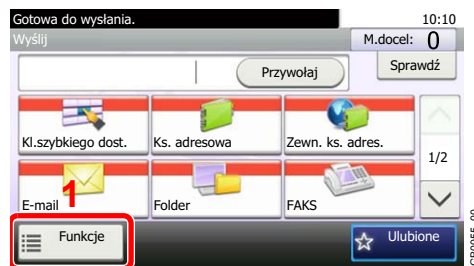 Gotowa do wysłania. 10:10
Wyślij M.docel: 0
Przywołaj Sprawdź
Kl.szybkiego dost. Ks. adresowa Zewn. ks. adres.
1/2
E-mail Folder FAKS
1
Funkcje Ulubione